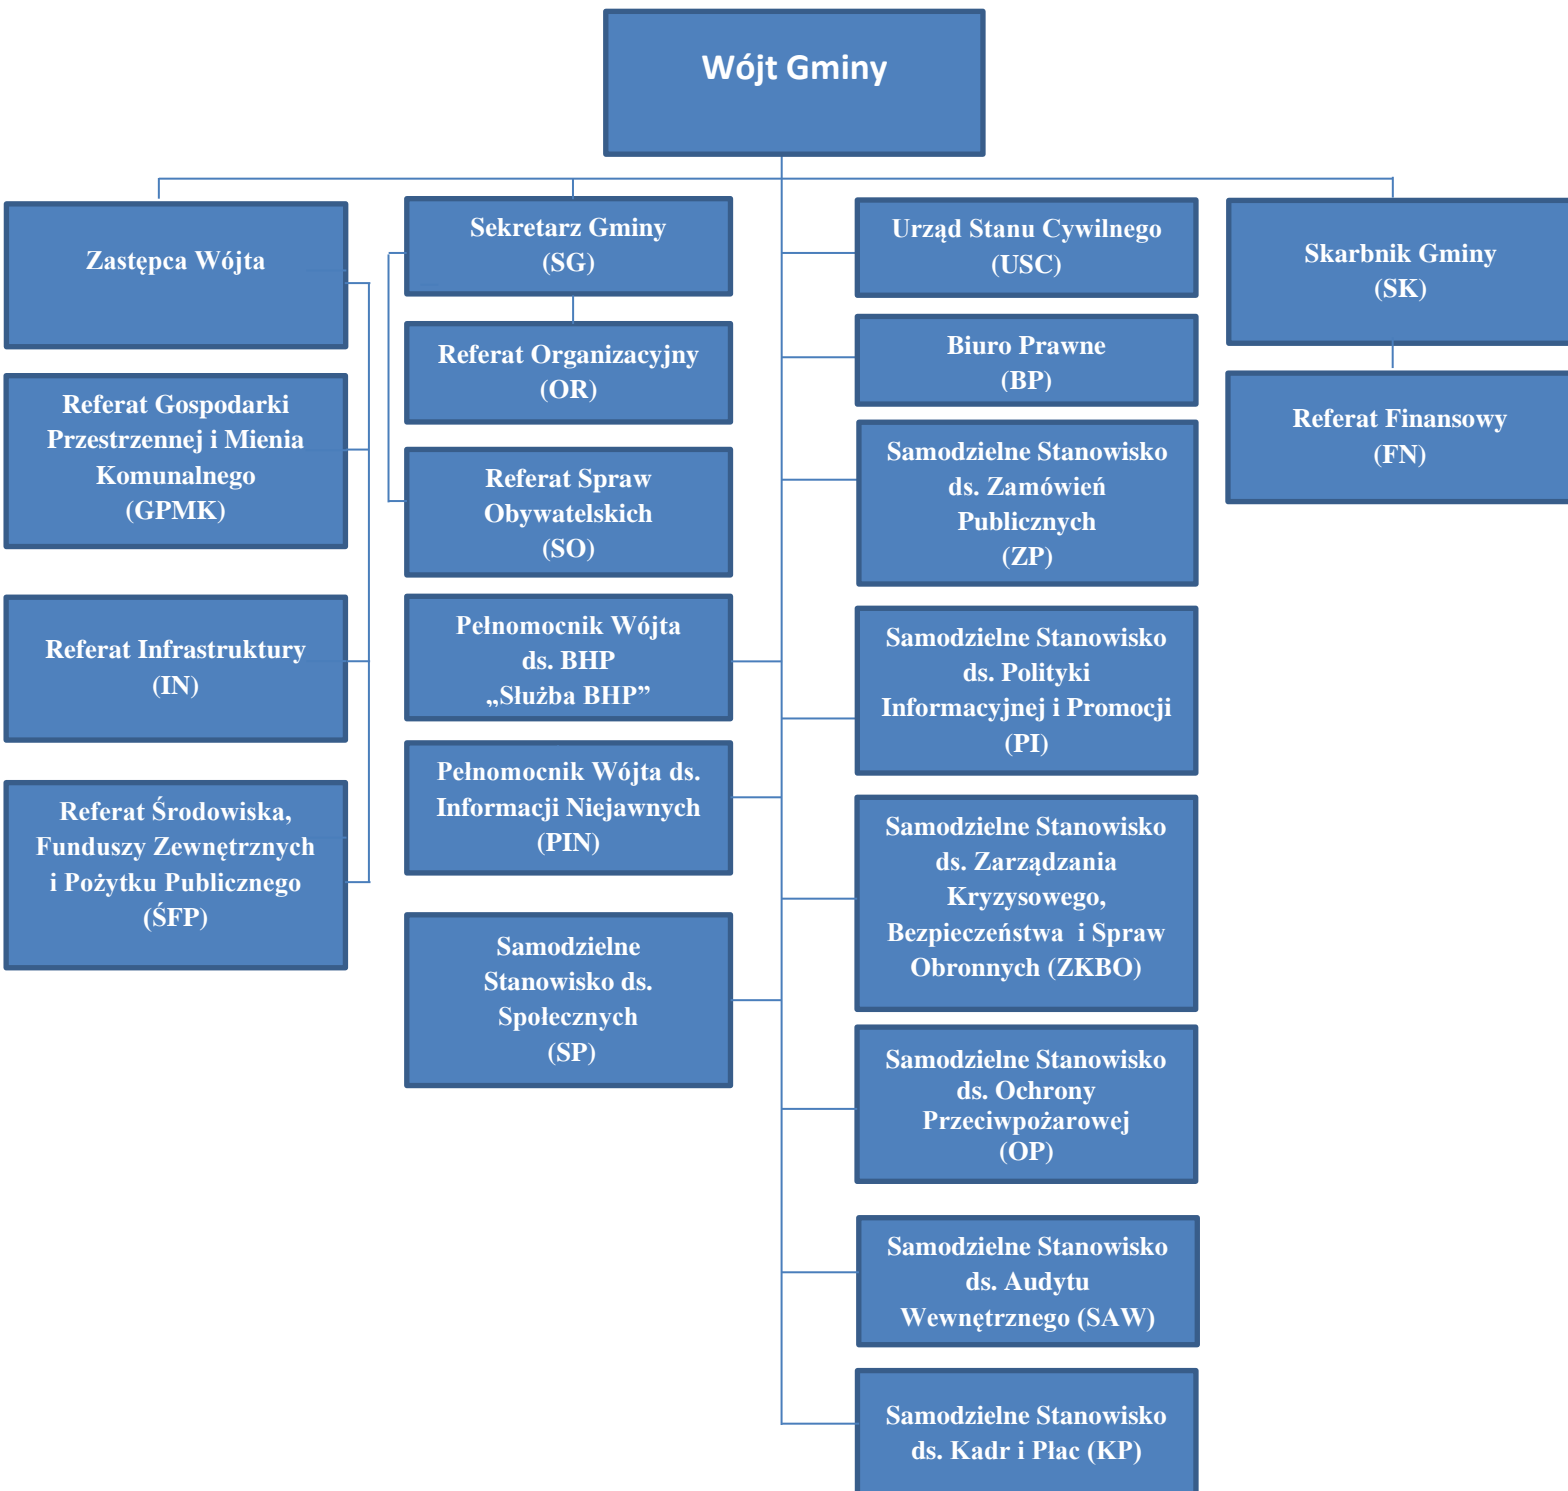 Wójt Gminy
Zastępca Wójta
Referat Gospodarki
Przestrzennej i Mienia
Komunalnego
(GPMK)
Referat Infrastruktury
(IN)
Referat Środowiska,
Funduszy Zewnętrznych
i Pożytku Publicznego
(ŚFP)
Sekretarz Gminy
(SG)
Referat Organizacyjny
(OR)
Referat Spraw
Obywatelskich
(SO)
Pełnomocnik Wójta
ds. BHP
„Służba BHP”
Pełnomocnik Wójta ds.
Informacji Niejawnych
(PIN)
Samodzielne
Stanowisko ds.
Społecznych
(SP)
Urząd Stanu Cywilnego
(USC)
Biuro Prawne
(BP)
Samodzielne Stanowisko
ds. Zamówień
Publicznych
(ZP)
Samodzielne Stanowisko
ds. Polityki
Informacyjnej i Promocji
(PI)
Samodzielne Stanowisko
ds. Zarządzania
Kryzysowego,
Bezpieczeństwa i Spraw
Obronnych (ZKBO)
Samodzielne Stanowisko
ds. Ochrony
Przeciwpożarowej
(OP)
Samodzielne Stanowisko
ds. Audytu
Wewnętrznego (SAW)
Samodzielne Stanowisko
ds. Kadr i Płac (KP)
Skarbnik Gminy
(SK)
Referat Finansowy
(FN)